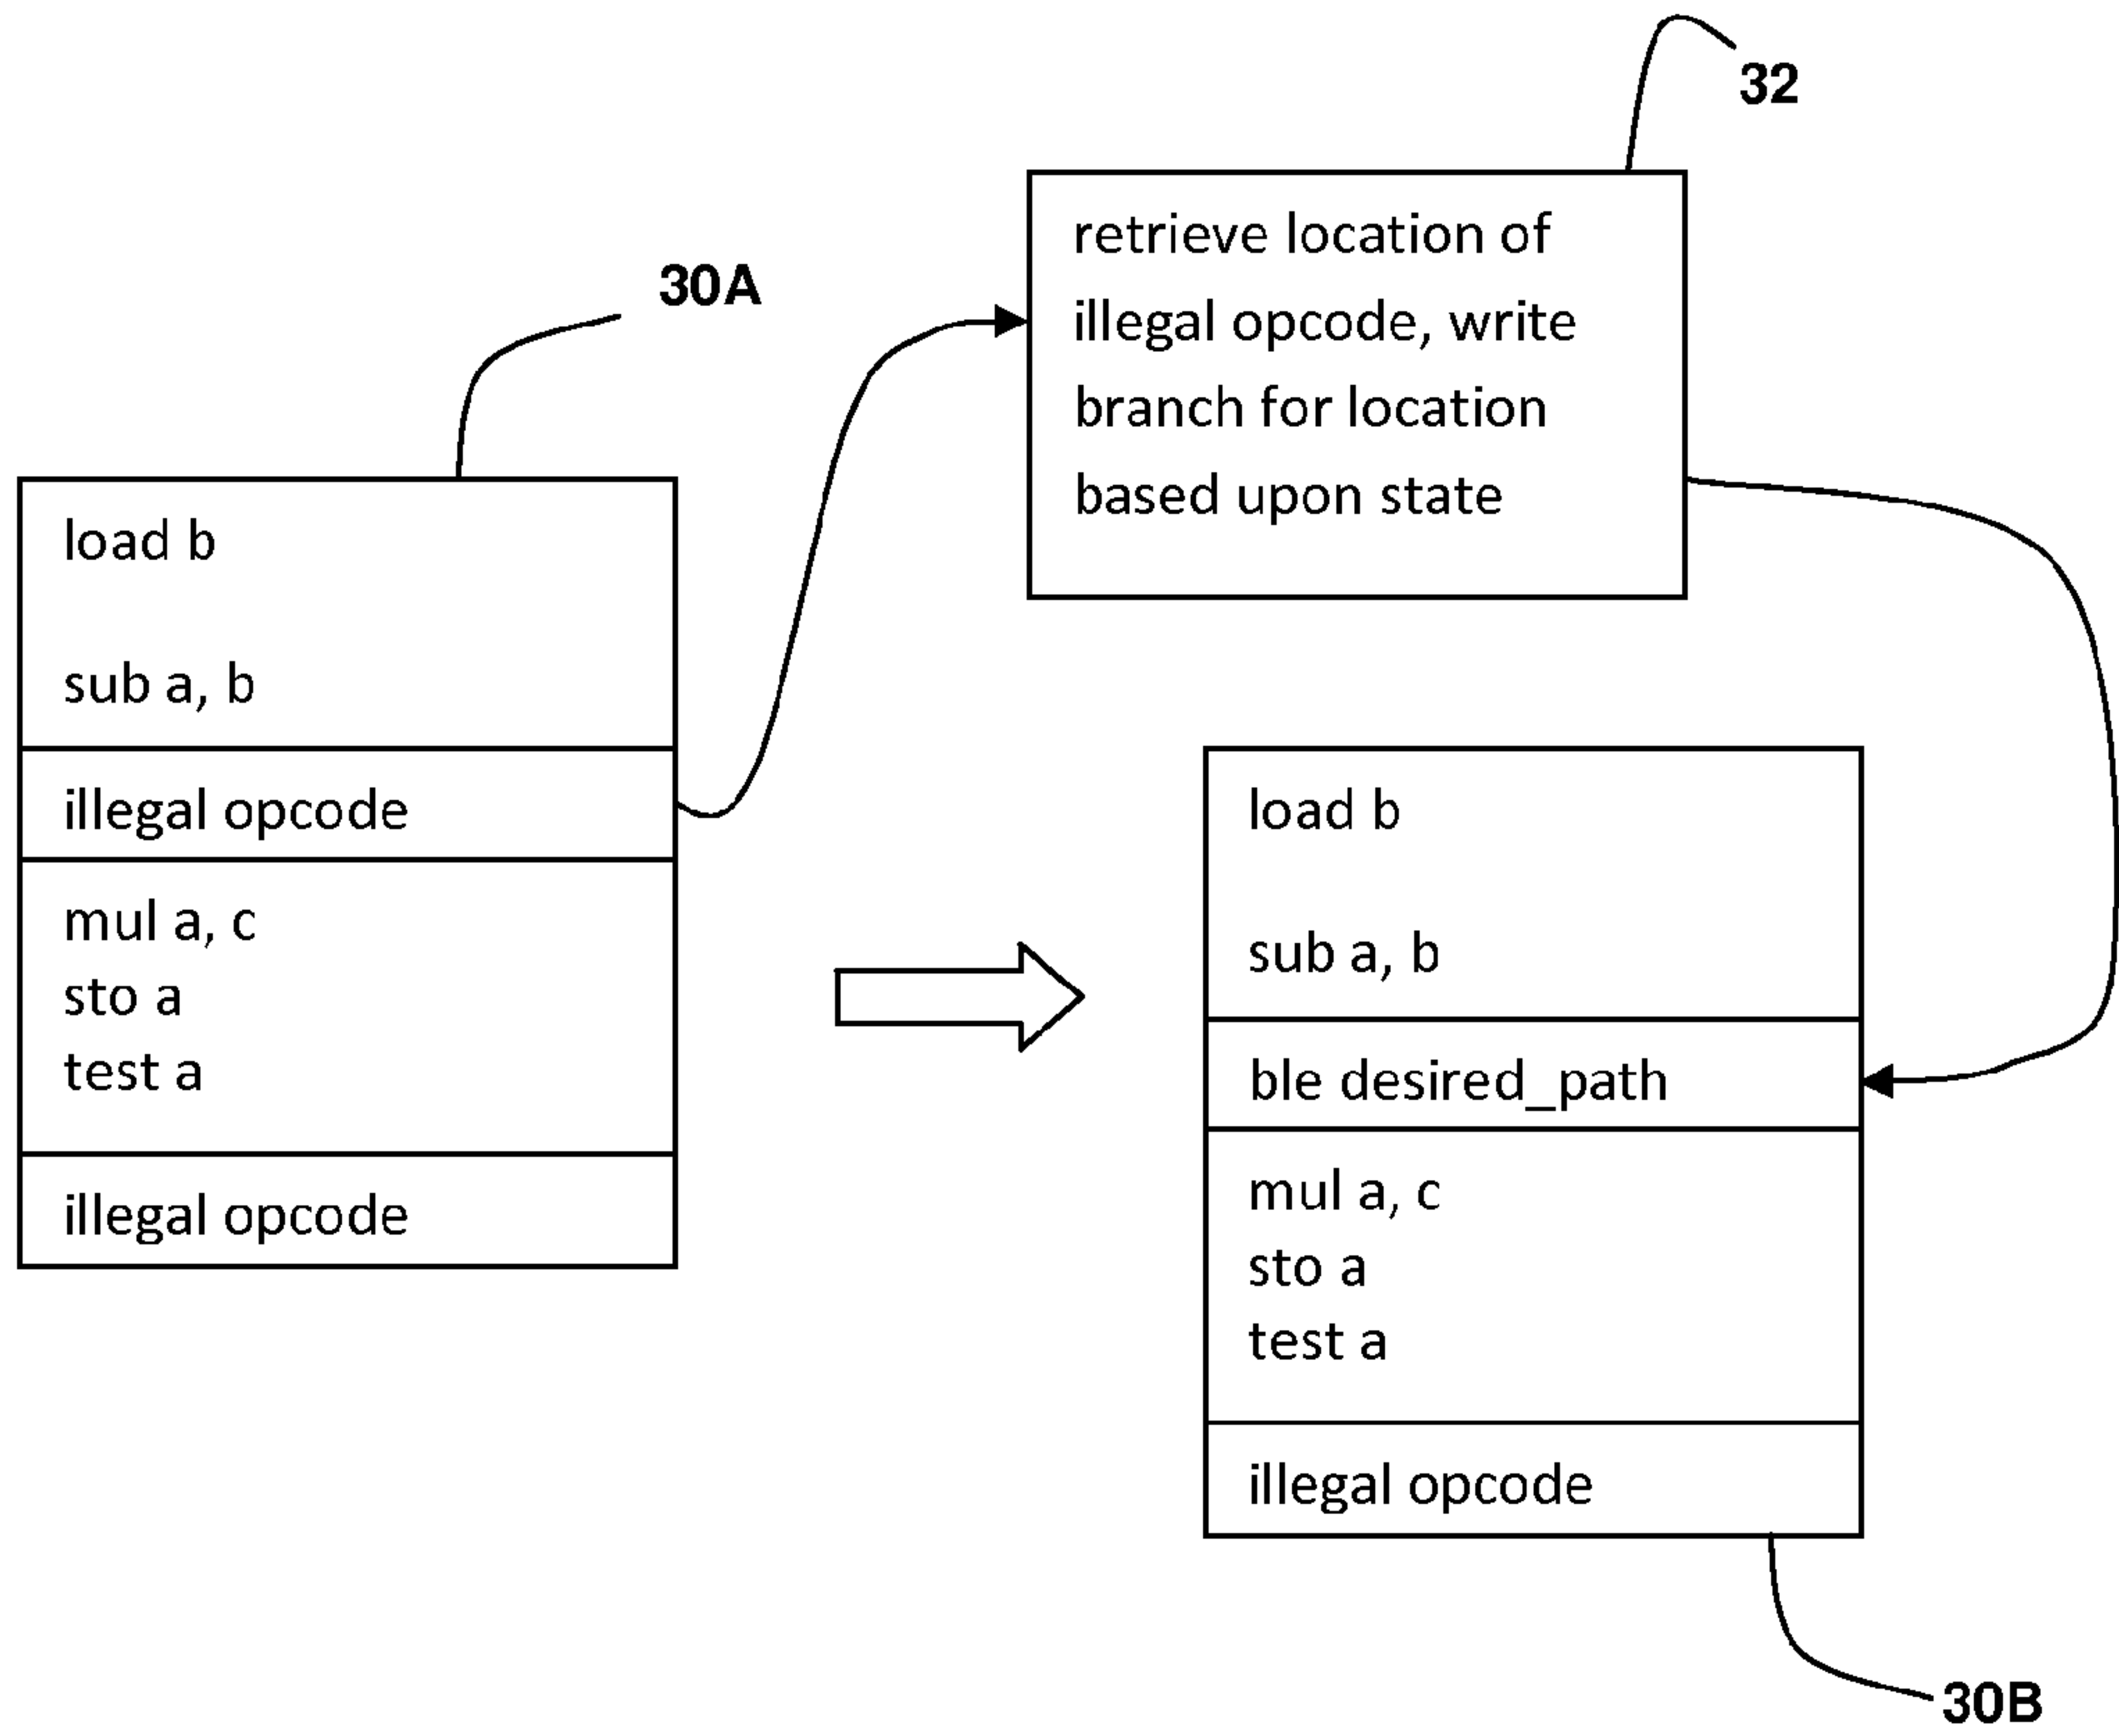 32
retrieve location of
illegal opcode, write
branch for location
based upon state
30A
load b
sub a, b
illegal opcode
mul a, c
sto a
test a
illegal opcode
load b
sub a, b
ble desired_path
mul a, c
sto a
test a
illegal opcode
30B